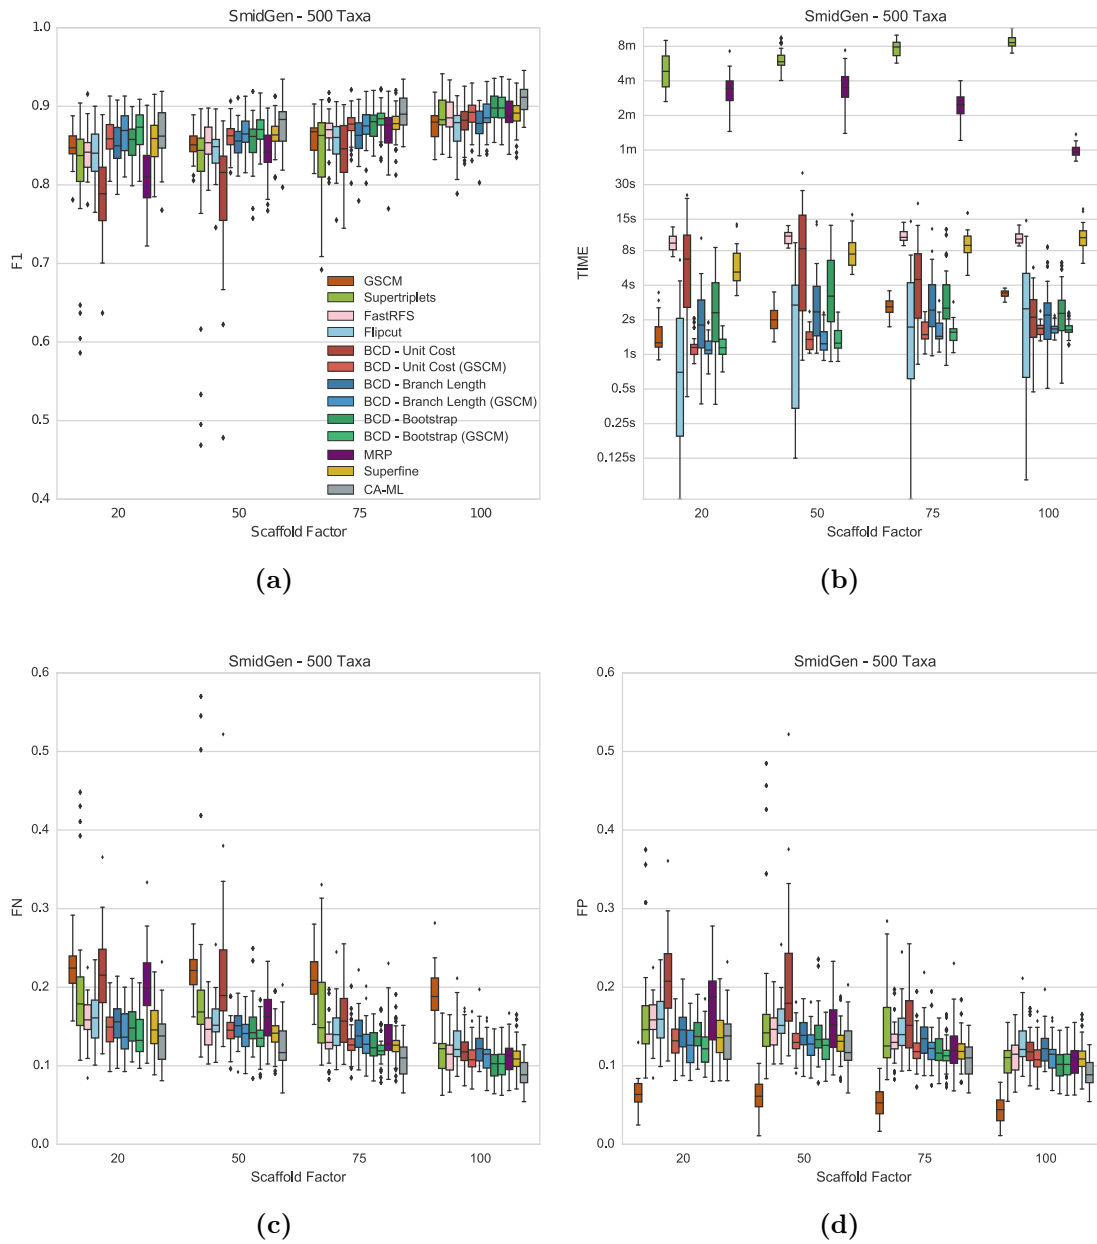 SmidGen - 500 Taxa
1.0
0.9
0.8
0.7
0.6
0.5
0.4
F1
GSCM
Supertriplets
FastRFS
Flipcut
BCD - Unit Cost
BCD - Unit Cost (GSCM)
BCD - Branch Length
BCD - Branch Length (GSCM)
BCD - Bootstrap
BCD - Bootstrap (GSCM)
MRP
Superfine
CA-ML
20 50 75 100
Scaffold Factor
(a)
SmidGen - 500 Taxa
8m
4m
2m
1m
30s
15s
8s
4s
2s
1s
0.5s
0.25s
0.125s
TIME
20 50 75 100
Scaffold Factor
(b)
SmidGen - 500 Taxa
0.6
0.5
0.4
0.3
0.2
0.1
0.0
FN
20 50 75 100
Scaffold Factor
(c)
SmidGen - 500 Taxa
0.6
0.5
0.4
0.3
0.2
0.1
0.0
FP
20 50 75 100
Scaffold Factor
(d)